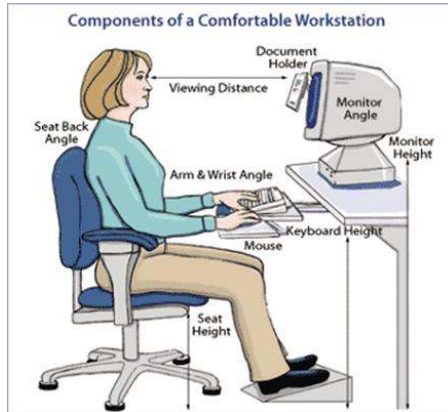 Components of a Comfortable Workstation
Document
Holder
Viewing Distance
Monitor
Angle
Seat Back
Angle
Monitor
Height
Arm & Wrist Angle
Keyboard Height
Mouse
Seat
Height